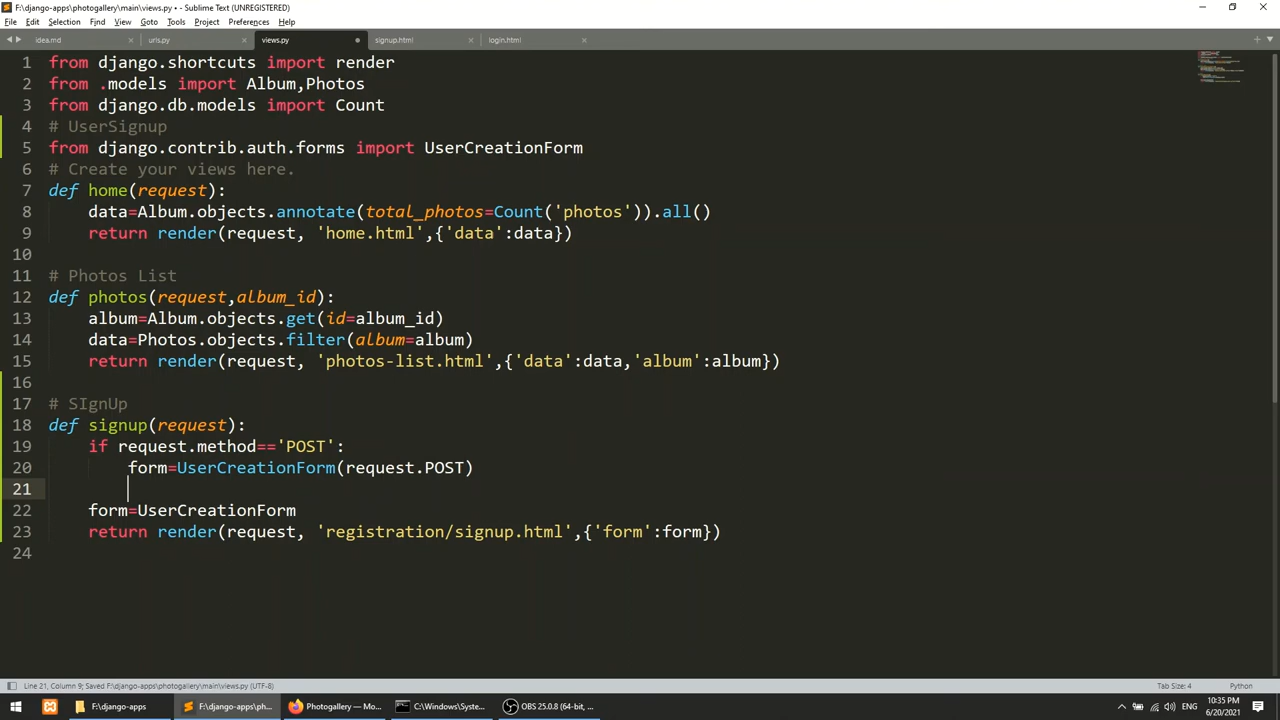 F:\django-apps\photogallery\main\views.py • - Sublime Text (UNREGISTERED)
File Edit Selection Find View Goto Tools Project Preferences Help
idea.md urls.py views.py signup.html login.html
1 from django.shortcuts import render
2 from .models import Album,Photos
3 from django.db.models import Count
4 # UserSignup
5 from django.contrib.auth.forms import UserCreationForm
6 # Create your views here.
7 def home(request):
8 data=Album.objects.annotate(total_photos=Count('photos')).all()
9 return render(request, 'home.html',{'data':data})
10
11 # Photos List
12 def photos(request,album_id):
13 album=Album.objects.get(id=album_id)
14 data=Photos.objects.filter(album=album)
15 return render(request, 'photos-list.html',{'data':data,'album':album})
16
17 # SIgnUp
18 def signup(request):
19 if request.method=='POST':
20 form=UserCreationForm(request.POST)
21
22 form=UserCreationForm
23 return render(request, 'registration/signup.html',{'form':form})
24
Line 21, Column 9; Saved F:\django-apps\photogallery\main\views.py (UTF-8) Tab Size: 4 Python
F:\django-apps F:\django-apps\ph... Photogallery — Mo... C:\Windows\Syste... OBS 25.0.8 (64-bit, ... ENG 10:35 PM
6/20/2021